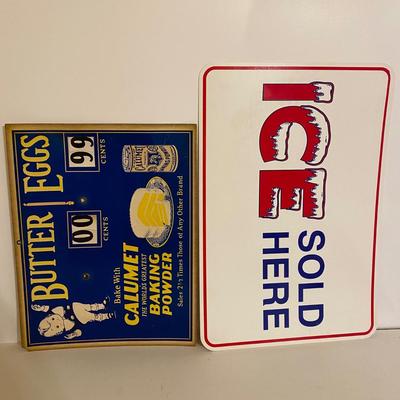 BUTTER EGGS
00 CENTS
99 CENTS
Bake With
CALUMET
THE WORLD'S GREATEST
BAKING
POWDER
Sales 2½ Times Those of Any Other Brand
CALUMET
ICE
SOLD
HERE